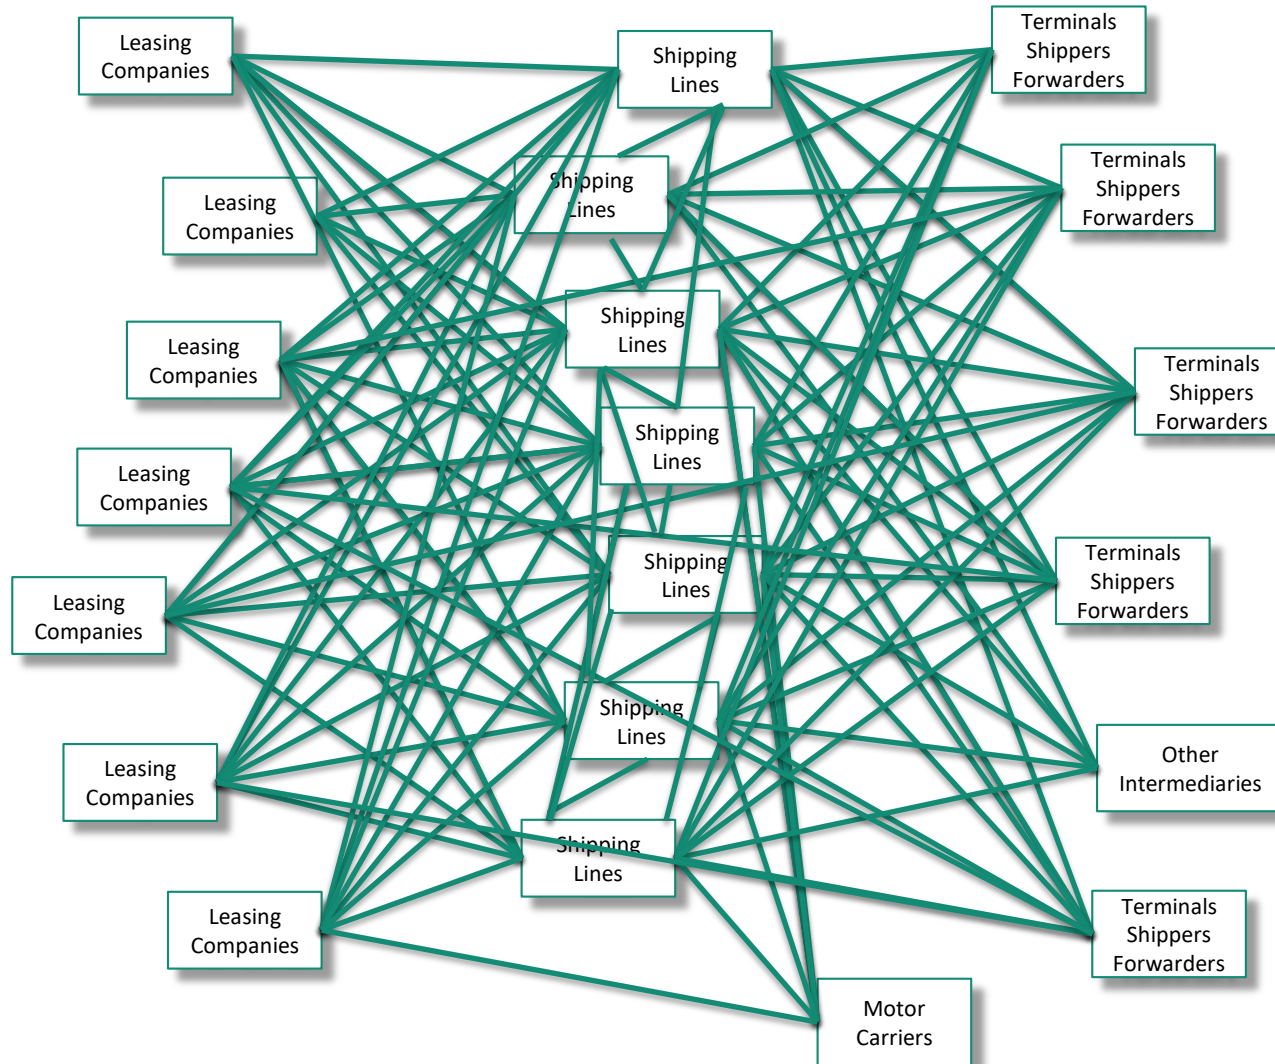 Leasing
Companies
Shipping
Lines
Terminals
Shippers
Forwarders
Leasing
Companies
Shipping
Lines
Terminals
Shippers
Forwarders
Leasing
Companies
Shipping
Lines
Terminals
Shippers
Forwarders
Leasing
Companies
Shipping
Lines
Leasing
Companies
Shipping
Lines
Terminals
Shippers
Forwarders
Leasing
Companies
Shipping
Lines
Other
Intermediaries
Leasing
Companies
Shipping
Lines
Terminals
Shippers
Forwarders
Motor
Carriers